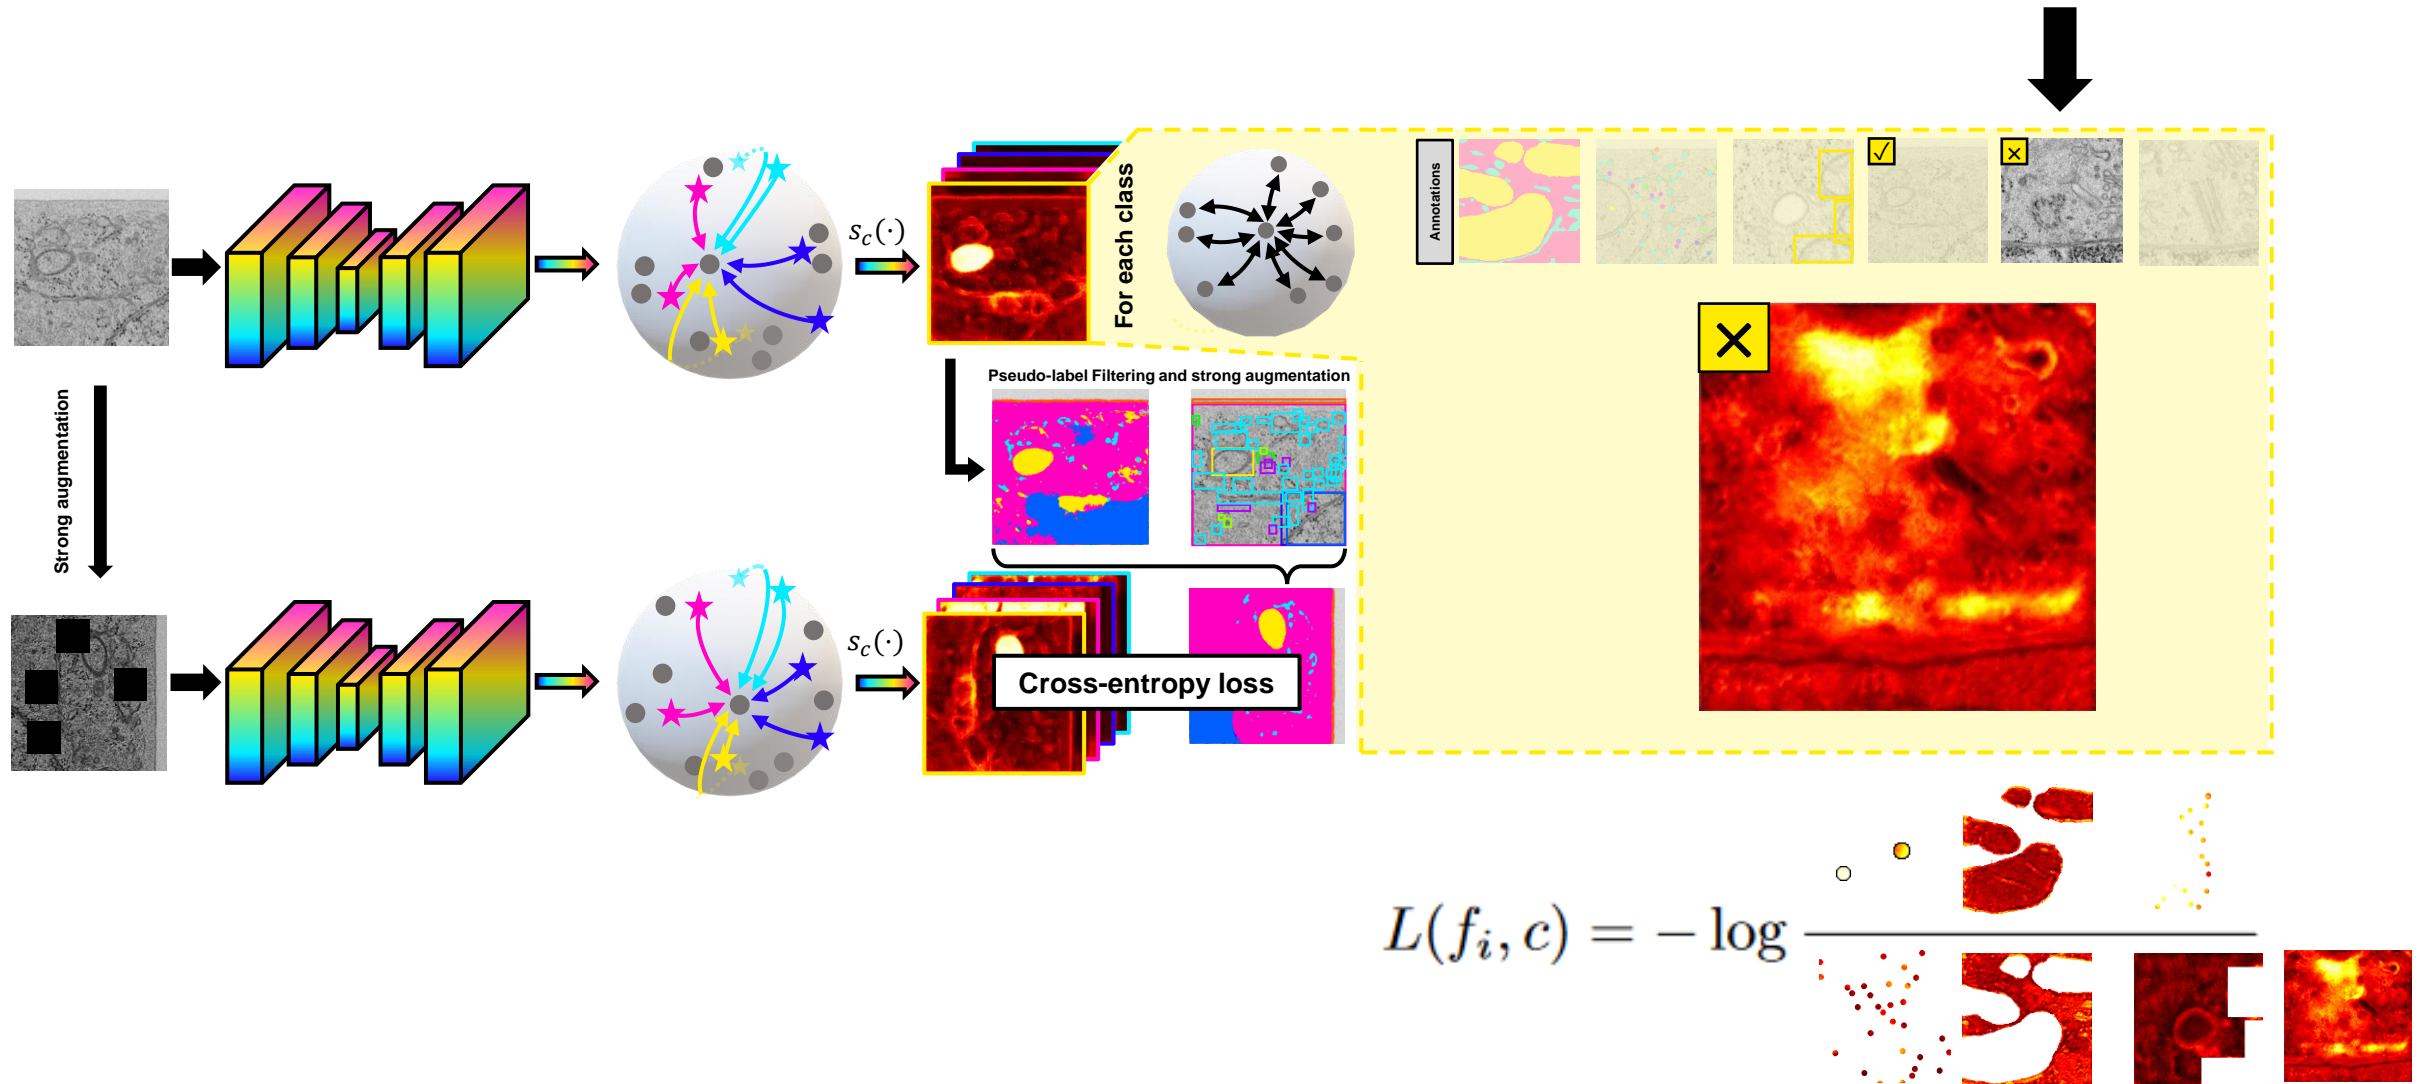 s_c(·)
For each class
Annotations
✓
×
×
Pseudo-label Filtering and strong augmentation
Strong augmentation
s_c(·)
Cross-entropy loss
L(f_i, c) = − log